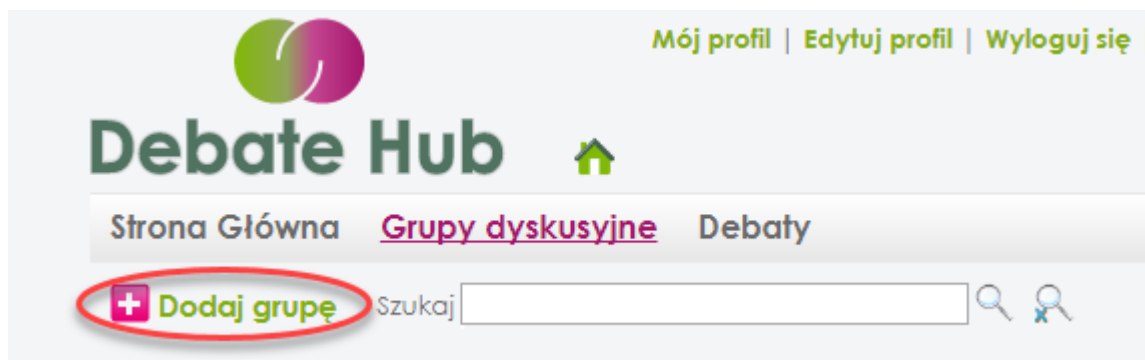 Mój profil | Edytuj profil | Wyloguj się
Debate Hub
Strona Główna Grupy dyskusyjne Debaty
Dodaj grupę Szukaj